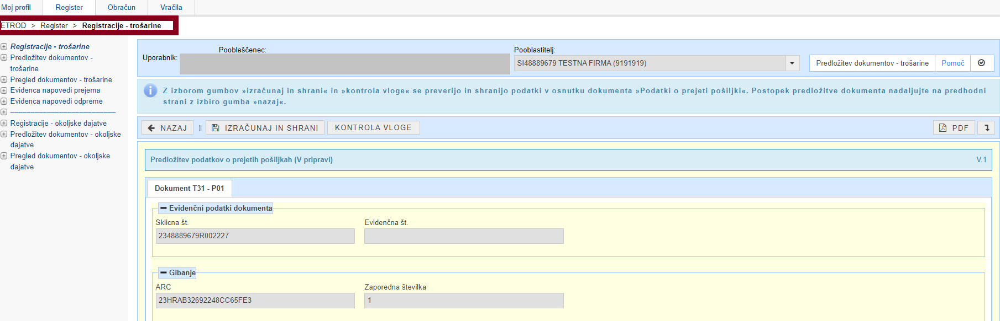 Moj profil Register Obračun Vračila
ETROD > Register > Registracije - trošarine
Registracije - trošarine
Predložitev dokumentov -
trošarine
Pregled dokumentov - trošarine
Evidenca napovedi prejema
Evidenca napovedi odpreme
Registracije - okoljske dajatve
Predložitev dokumentov - okoljske
dajatve
Pregled dokumentov - okoljske
dajatve
Pooblaščenec: Pooblastitelj:
Uporabnik: SI48889679 TESTNA FIRMA (9191919) Predložitev dokumentov - trošarine Pomoč
Z izborom gumbov »izračunaj in shrani« in »kontrola vloge« se preverijo in shranijo podatki v osnutku dokumenta »Podatki o prejeti pošiljki«. Postopek predložitve dokumenta nadaljujte na predhodni
strani z izbiro gumba »nazaj«.
NAZAJ || IZRAČUNAJ IN SHRANI KONTROLA VLOGE PDF
Predložitev podatkov o prejetih pošiljkah (V pripravi) V.1
Dokument T31 - P01
Evidenčni podatki dokumenta
Sklicna št. Evidenčna št.
2348889679R002227
Gibanje
ARC Zaporedna številka
23HRAB32692248CC65FE3 1